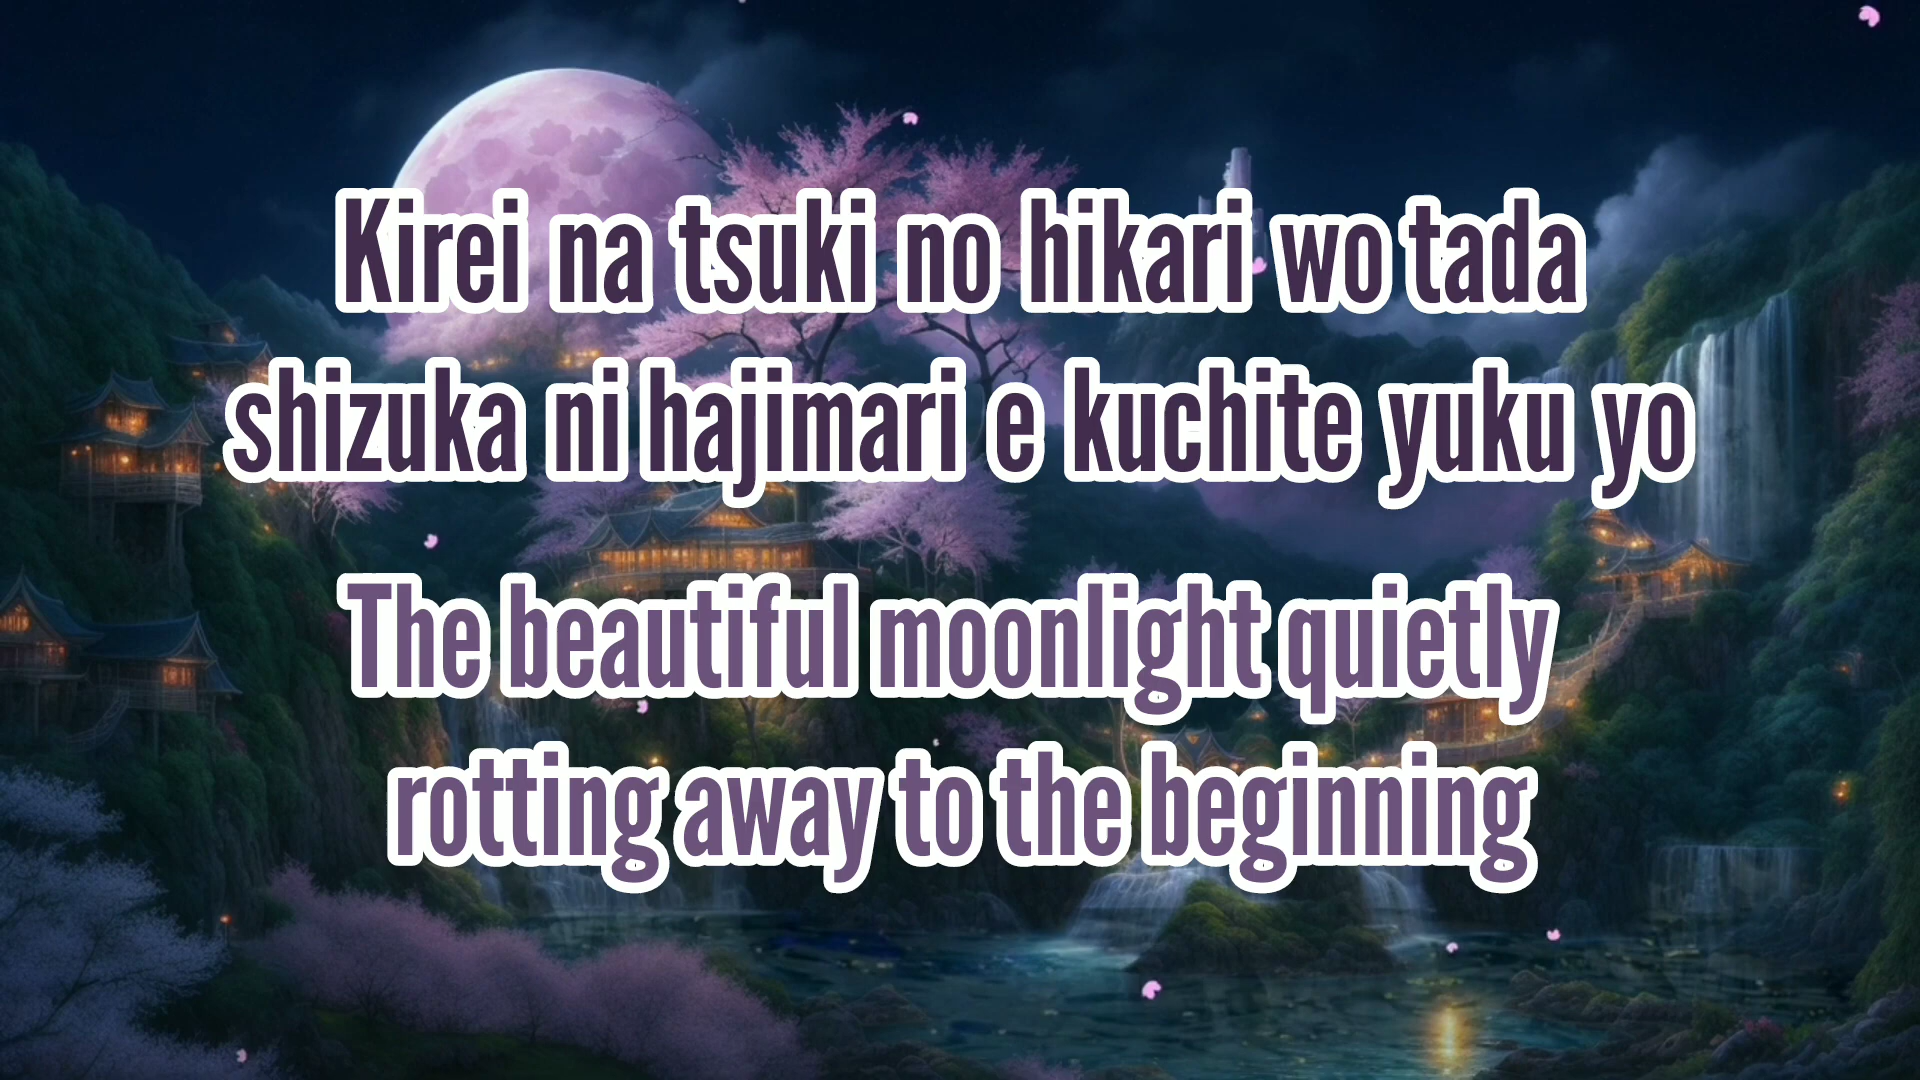 Kirei na tsuki no hikari wo tada
shizuka ni hajimari e kuchite yuku yo
The beautiful moonlight quietly
rotting away to the beginning